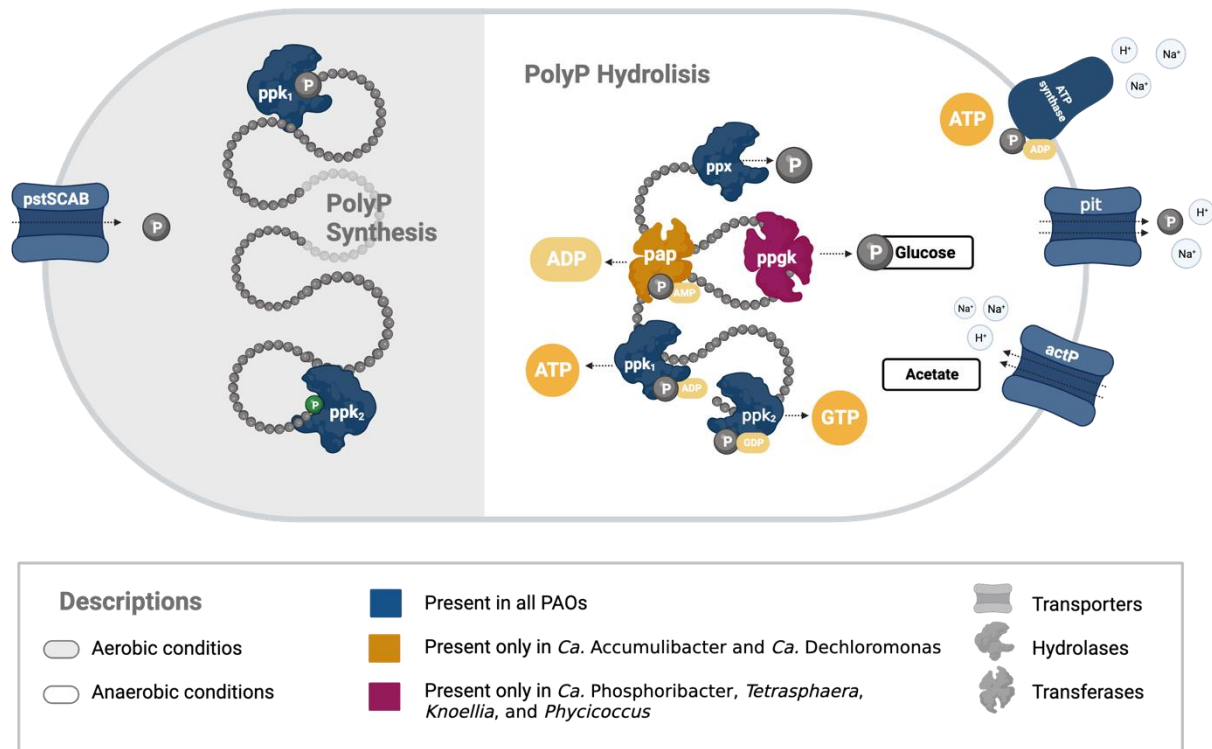 ppk₁
P
pstSCAB
P
PolyP
Synthesis
P
ppk₂
PolyP Hydrolisis
ppx
P
ADP
pap
P
AMP
ppgk
P
Glucose
ATP
ppk₁
P
ADP
ppk₂
P
GDP
GTP
H⁺
Na⁺
Na⁺
ATP
synthase
ATP
P
ADP
pit
P
H⁺
Na⁺
Na⁺
Na⁺
H⁺
actP
Acetate
Descriptions
Aerobic conditios
Anaerobic conditions
Present in all PAOs
Present only in Ca. Accumulibacter and Ca. Dechloromonas
Present only in Ca. Phosphoribacter, Tetrasphaera,
Knoellia, and Phycicoccus
Transporters
Hydrolases
Transferases